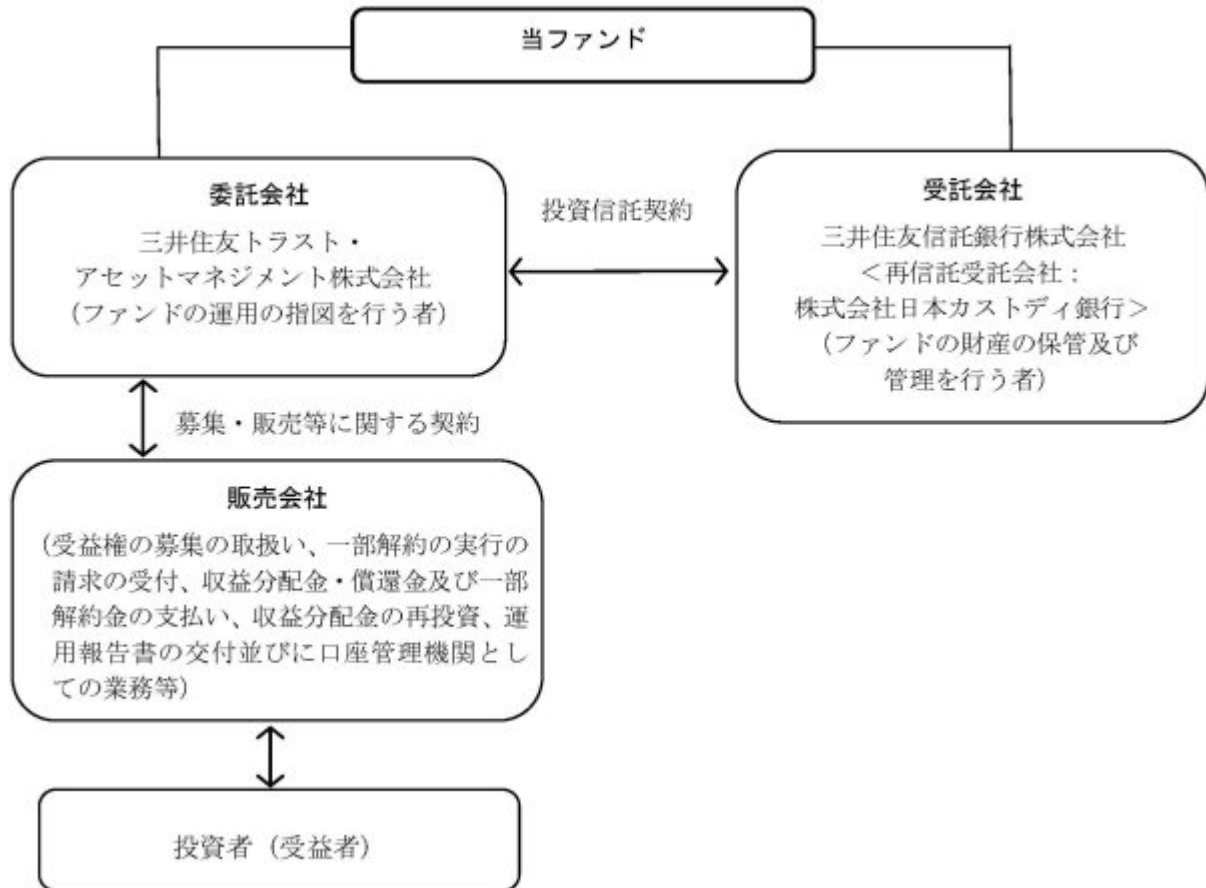 当ファンド
委託会社
三井住友トラスト・
アセットマネジメント株式会社
（ファンドの運用の指図を行う者）
投資信託契約
受託会社
三井住友信託銀行株式会社
＜再信託受託会社：
株式会社日本カストディ銀行＞
（ファンドの財産の保管及び
管理を行う者）
募集・販売等に関する契約
販売会社
（受益権の募集の取扱い、一部解約の実行の
請求の受付、収益分配金・償還金及び一部
解約金の支払い、収益分配金の再投資、運
用報告書の交付並びに口座管理機関とし
ての業務等）
投資者（受益者）